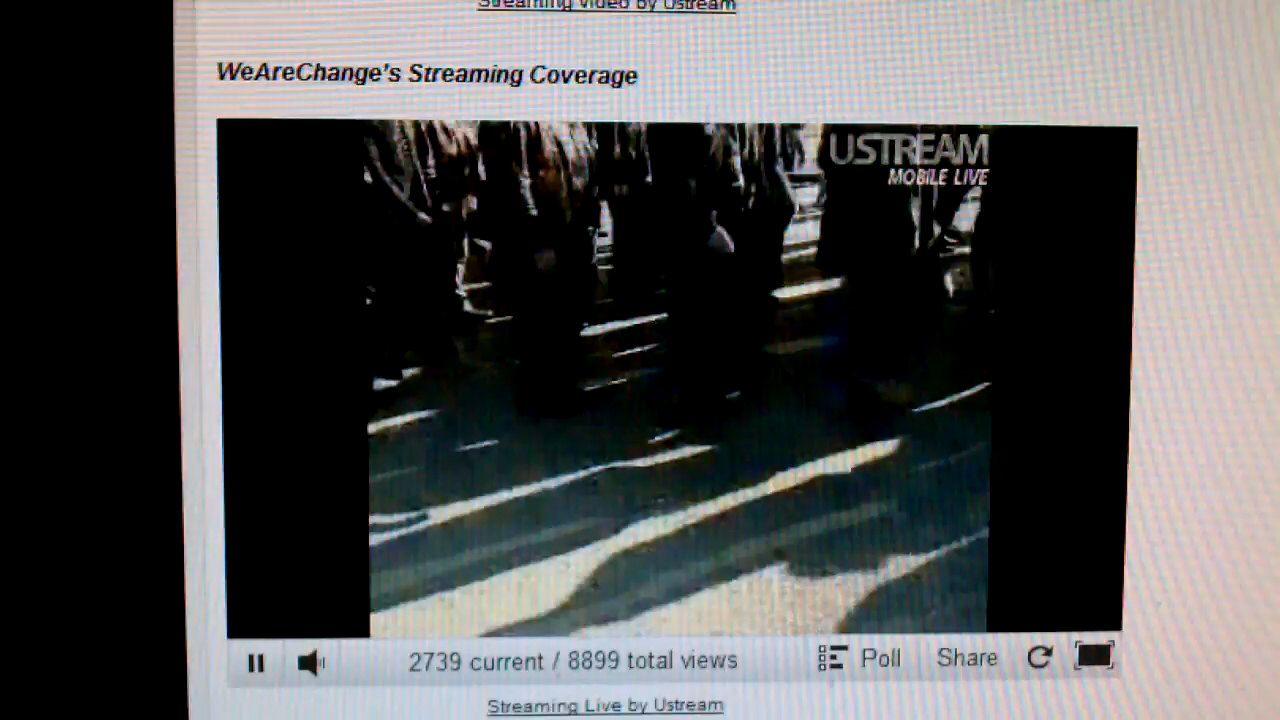 Streaming video by Ustream
WeAreChange's Streaming Coverage
USTREAM
MOBILE LIVE
2739 current / 8899 total views
Poll
Share
Streaming Live by Ustream